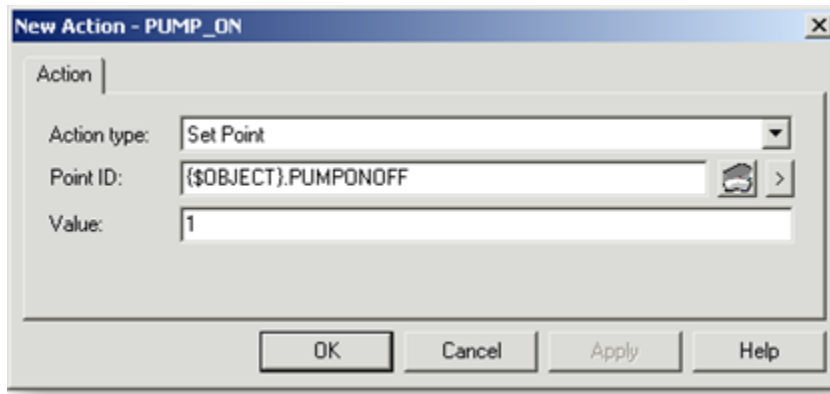 New Action - PUMP_ON
Action
Action type: Set Point
Point ID: {$OBJECT}.PUMPONOFF >
Value: 1
OK Cancel Apply Help